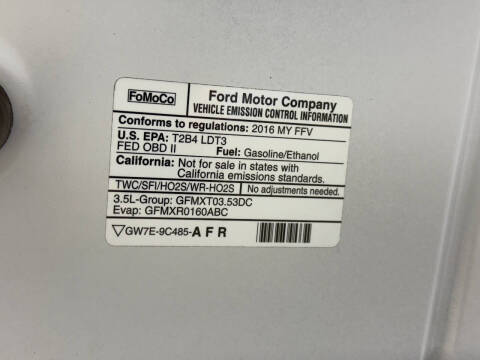 FoMoCo
Ford Motor Company
VEHICLE EMISSION CONTROL INFORMATION
Conforms to regulations: 2016 MY FFV
U.S. EPA: T2B4 LDT3
FED OBD II Fuel: Gasoline/Ethanol
California: Not for sale in states with
California emissions standards.
TWC/SFI/HO2S/WR-HO2S No adjustments needed.
3.5L-Group: GFMXT03.53DC
Evap: GFMXR0160ABC
GW7E-9C485-AFR